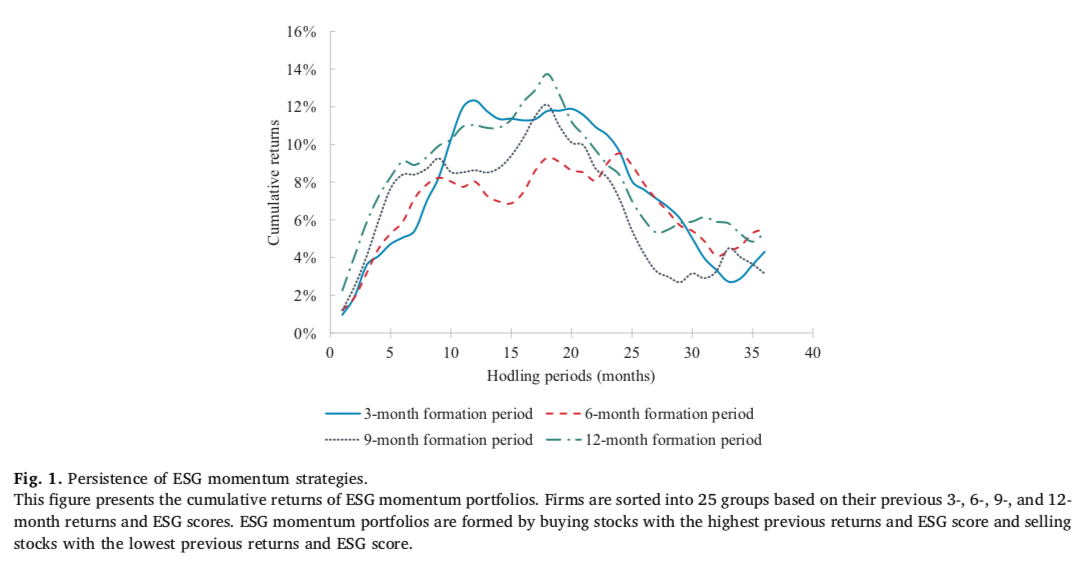 16%
14%
12%
10%
8%
6%
4%
2%
0%
Cumulative returns
0 5 10 15 20 25 30 35 40
Hodling periods (months)
3-month formation period 6-month formation period
9-month formation period 12-month formation period
Fig. 1. Persistence of ESG momentum strategies.
This figure presents the cumulative returns of ESG momentum portfolios. Firms are sorted into 25 groups based on their previous 3-, 6-, 9-, and 12-
month returns and ESG scores. ESG momentum portfolios are formed by buying stocks with the highest previous returns and ESG score and selling
stocks with the lowest previous returns and ESG score.